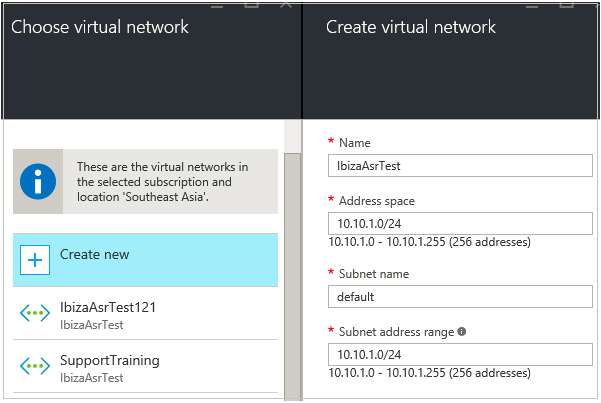 Choose virtual network
These are the virtual networks in
the selected subscription and
location 'Southeast Asia'.
Create new
IbizaAsrTest121
IbizaAsrTest
SupportTraining
IbizaAsrTest
Create virtual network
* Name
IbizaAsrTest
* Address space
10.10.1.0/24
10.10.1.0 - 10.10.1.255 (256 addresses)
* Subnet name
default
* Subnet address range
10.10.1.0/24
10.10.1.0 - 10.10.1.255 (256 addresses)